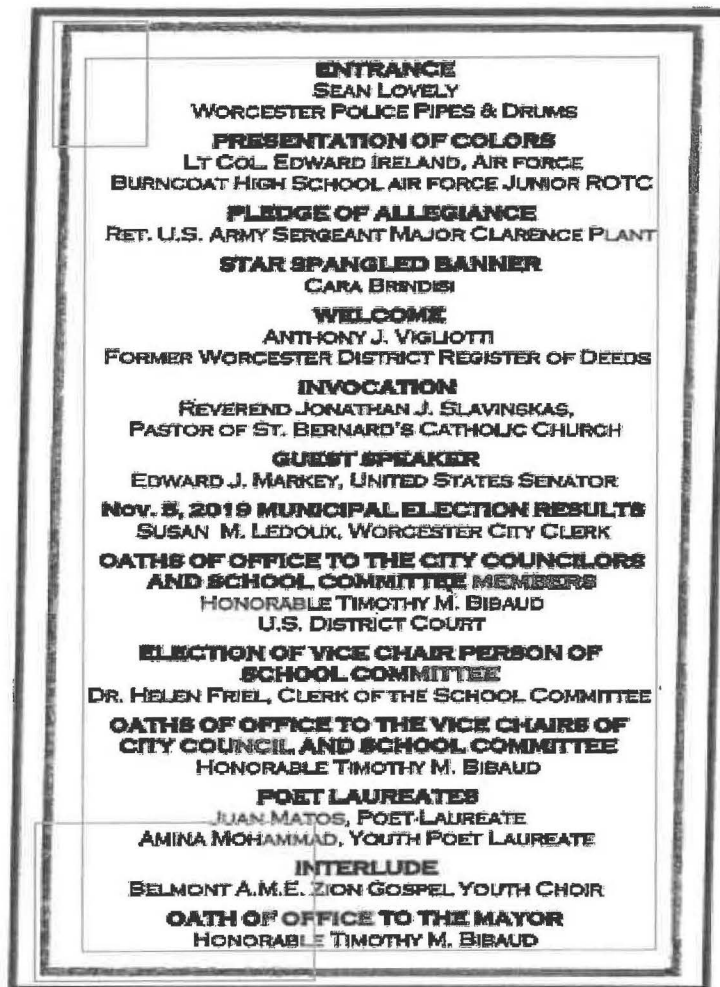 ENTRANCE
SEAN LOVELY
WORCESTER POLICE PIPES & DRUMS
PRESENTATION OF COLORS
LT COL. EDWARD IRELAND, AIR FORCE
BURNCOAT HIGH SCHOOL AIR FORCE JUNIOR ROTC
PLEDGE OF ALLEGIANCE
RET. U.S. ARMY SERGEANT MAJOR CLARENCE PLANT
STAR SPANGLED BANNER
CARA BRINDISI
WELCOME
ANTHONY J. VIGLIOTTI
FORMER WORCESTER DISTRICT REGISTER OF DEEDS
INVOCATION
REVEREND JONATHAN J. SLAVINSKAS,
PASTOR OF ST. BERNARD'S CATHOLIC CHURCH
GUEST SPEAKER
EDWARD J. MARKEY, UNITED STATES SENATOR
NOV. 5, 2019 MUNICIPAL ELECTION RESULTS
SUSAN M. LEDOUX, WORCESTER CITY CLERK
OATHS OF OFFICE TO THE CITY COUNCILORS
AND SCHOOL COMMITTEE MEMBERS
HONORABLE TIMOTHY M. BIBAUD
U.S. DISTRICT COURT
ELECTION OF VICE CHAIR PERSON OF
SCHOOL COMMITTEE
DR. HELEN FRIEL, CLERK OF THE SCHOOL COMMITTEE
OATHS OF OFFICE TO THE VICE CHAIRS OF
CITY COUNCIL AND SCHOOL COMMITTEE
HONORABLE TIMOTHY M. BIBAUD
POET LAUREATES
JUAN MATOS, POET-LAUREATE
AMINA MOHAMMAD, YOUTH POET LAUREATE
INTERLUDE
BELMONT A.M.E. ZION GOSPEL YOUTH CHOIR
OATH OF OFFICE TO THE MAYOR
HONORABLE TIMOTHY M. BIBAUD